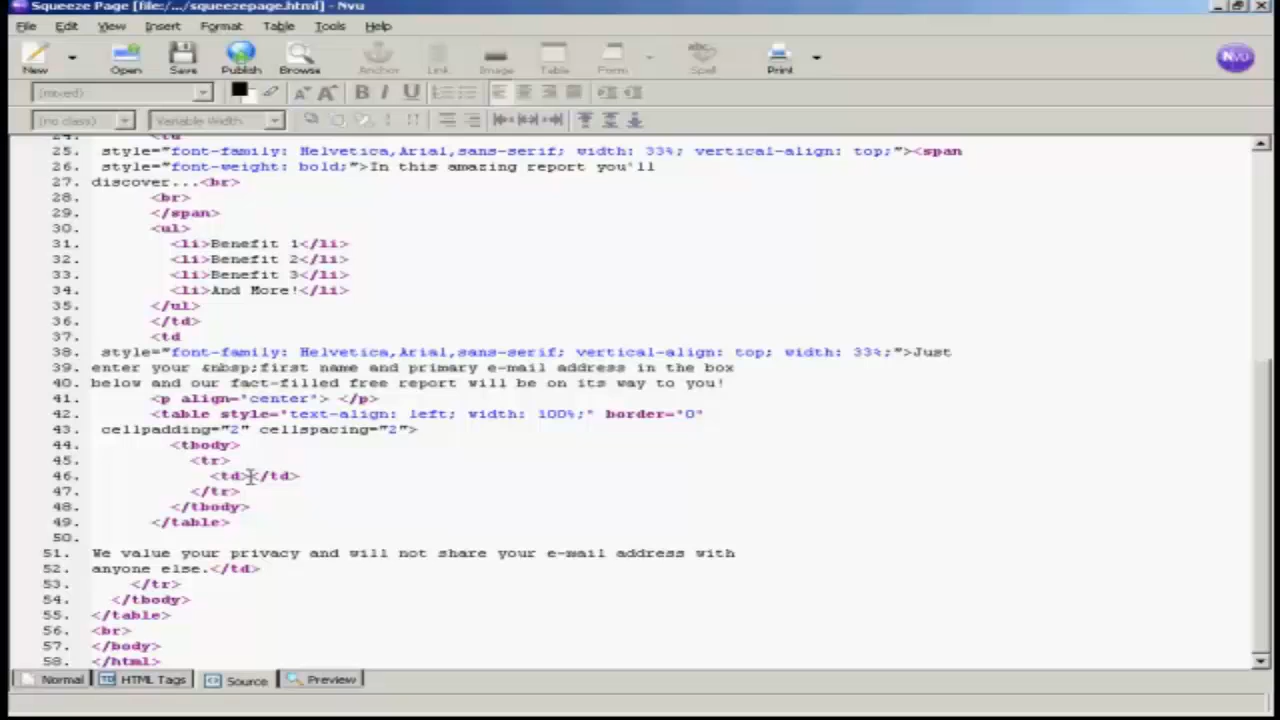 Squeeze Page [file:/.../squeezepage.html] - Nvu
File Edit View Insert Format Table Tools Help
New Open Save Publish Browse Anchor Link Image Table Form Spell Print NVU
(mixed) B I U
(no class) Variable Width
24. <td
25. style="font-family: Helvetica,Arial,sans-serif; width: 33%; vertical-align: top;"><span
26. style="font-weight: bold;">In this amazing report you'll
27. discover...<br>
28. <br>
29. </span>
30. <ul>
31. <li>Benefit 1</li>
32. <li>Benefit 2</li>
33. <li>Benefit 3</li>
34. <li>And More!</li>
35. </ul>
36. </td>
37. <td
38. style="font-family: Helvetica,Arial,sans-serif; vertical-align: top; width: 33%;">Just
39. enter your &nbsp;first name and primary e-mail address in the box
40. below and our fact-filled free report will be on its way to you!
41. <p align="center"> </p>
42. <table style="text-align: left; width: 100%;" border="0"
43. cellpadding="2" cellspacing="2">
44. <tbody>
45. <tr>
46. <td></td>
47. </tr>
48. </tbody>
49. </table>
50.
51. We value your privacy and will not share your e-mail address with
52. anyone else.</td>
53. </tr>
54. </tbody>
55. </table>
56. <br>
57. </body>
58. </html>
Normal HTML Tags Source Preview